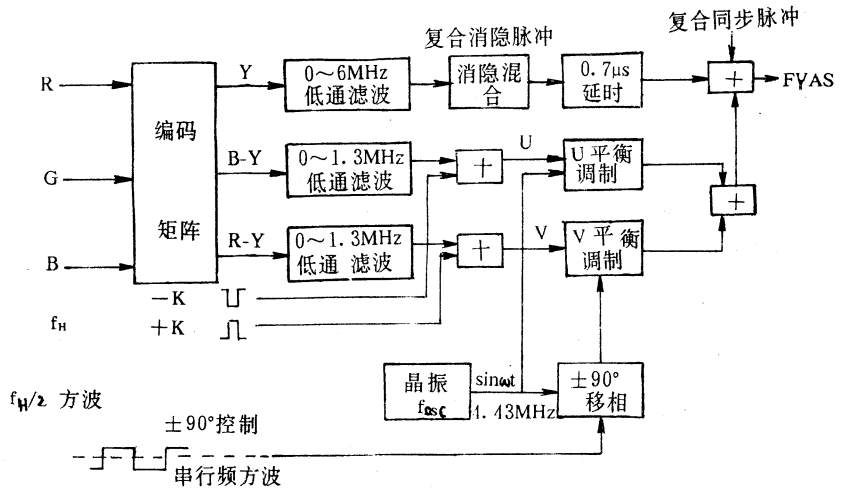 复合同步脉冲
复合消隐脉冲
R
Y
0～6MHz
低通滤波
消隐混
合
0.7μs
延时
+
FVAS
编码
矩阵
G
B-Y
0～1.3MHz
低通滤波
+
U
U平衡
调制
+
B
R-Y
0～1.3MHz
低通 滤波
+
V
V平衡
调制
－K
fH
＋K
晶振
fosc
sinωt
4.43MHz
±90°
移相
fH/2 方波
±90°控制
串行频方波